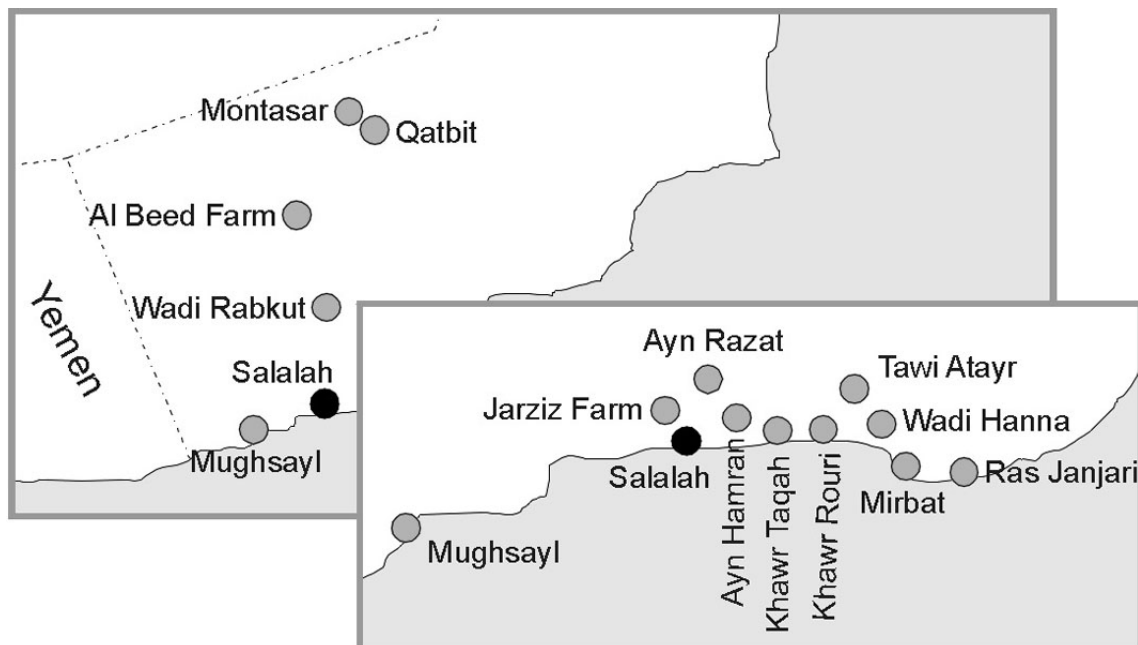 Montasar
Qatbit
Al Beed Farm
Yemen
Wadi Rabkut
Salalah
Mughsayl
Ayn Razat
Tawi Atayr
Jarziz Farm
Wadi Hanna
Salalah
Ayn Hamran
Khawr Taqah
Khawr Rouri
Mirbat
Ras Janjari
Mughsayl